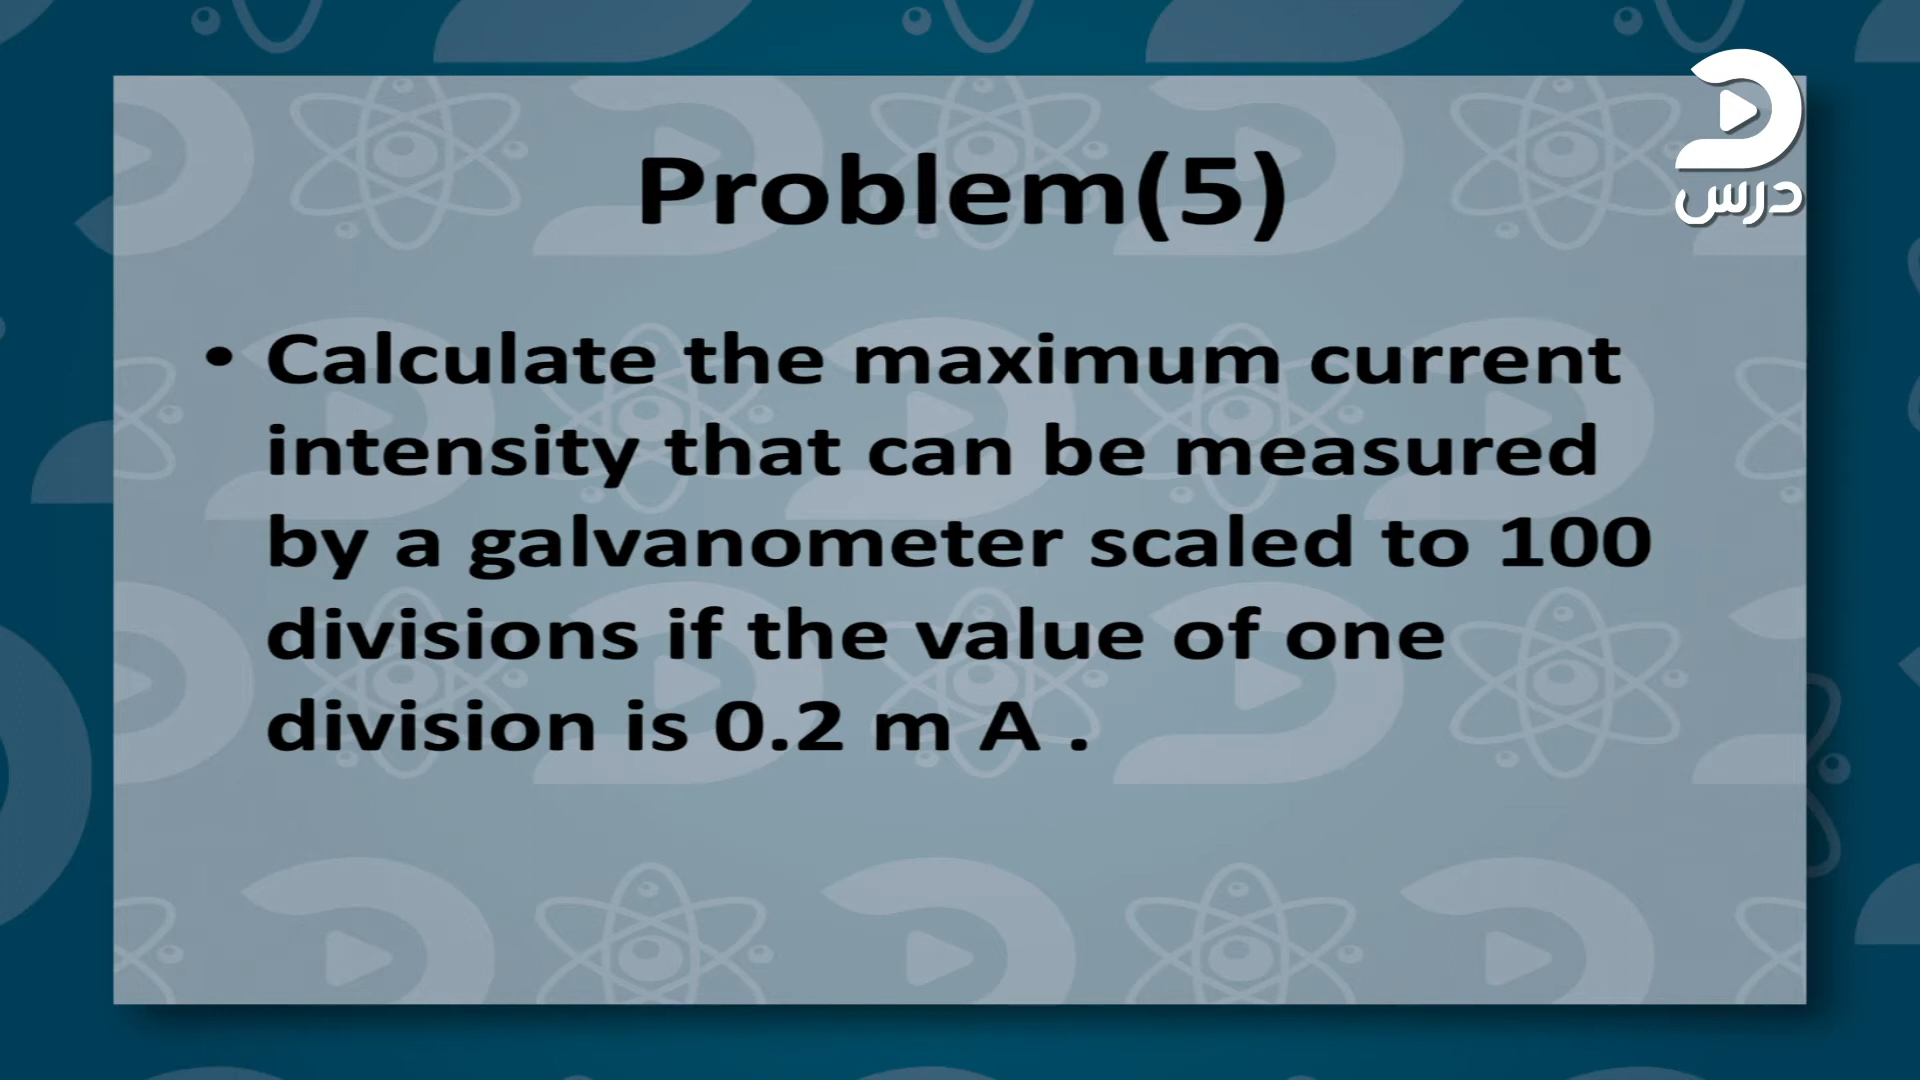 درس
Problem(5)
• Calculate the maximum current
intensity that can be measured
by a galvanometer scaled to 100
divisions if the value of one
division is 0.2 m A .